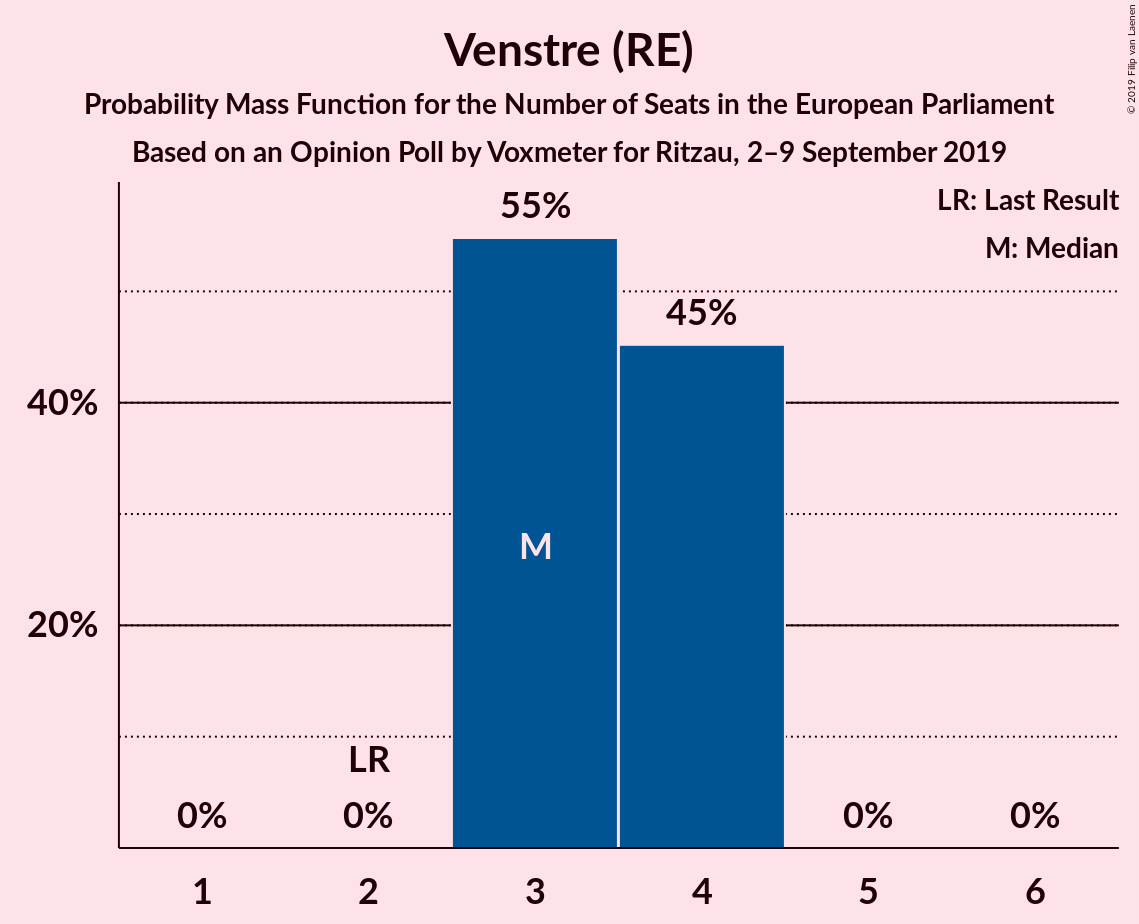 Venstre (RE)
Probability Mass Function for the Number of Seats in the European Parliament
Based on an Opinion Poll by Voxmeter for Ritzau, 2–9 September 2019
© 2019 Filip van Laenen
LR: Last Result
M: Median
55%
45%
40%
M
20%
LR
0%
0%
0%
0%
1
2
3
4
5
6